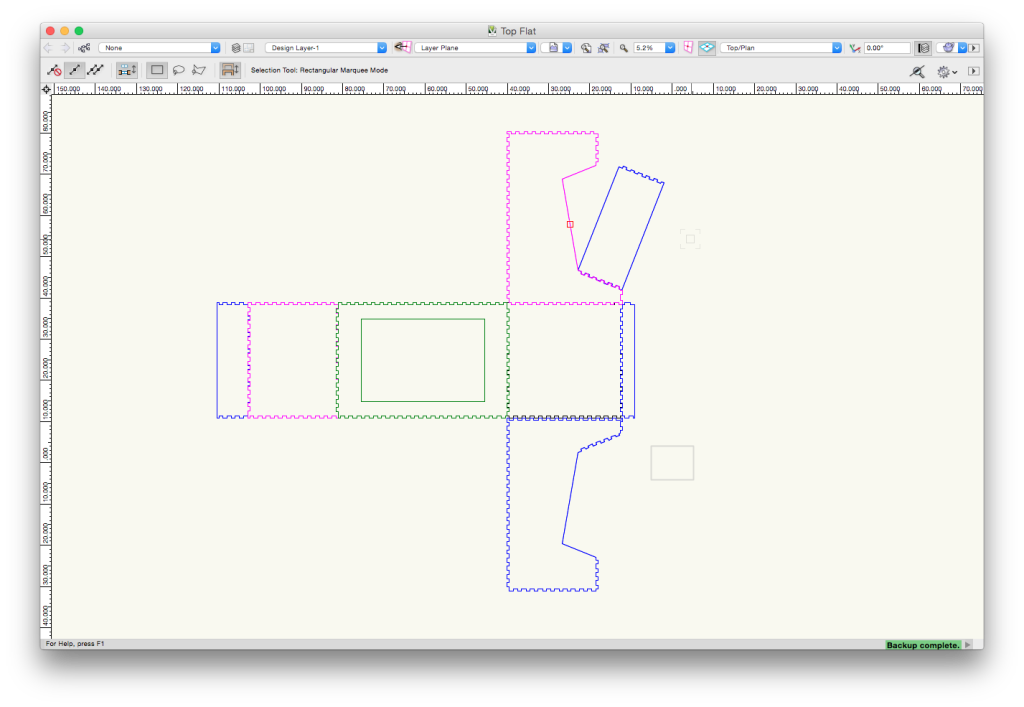 Top Flat
None Design Layer-1 Layer Plane 5.2% Top/Plan 0.00°
Selection Tool: Rectangular Marquee Mode
150.000 140.000 130.000 120.000 110.000 100.000 90.000 80.000 70.000 60.000 50.000 40.000 30.000 20.000 10.000 .000 10.000 20.000 30.000 40.000 50.000 60.000 70.000
80.000
70.000
60.000
50.000
40.000
30.000
20.000
10.000
.000
10.000
20.000
30.000
40.000
For Help, press F1 Backup complete.